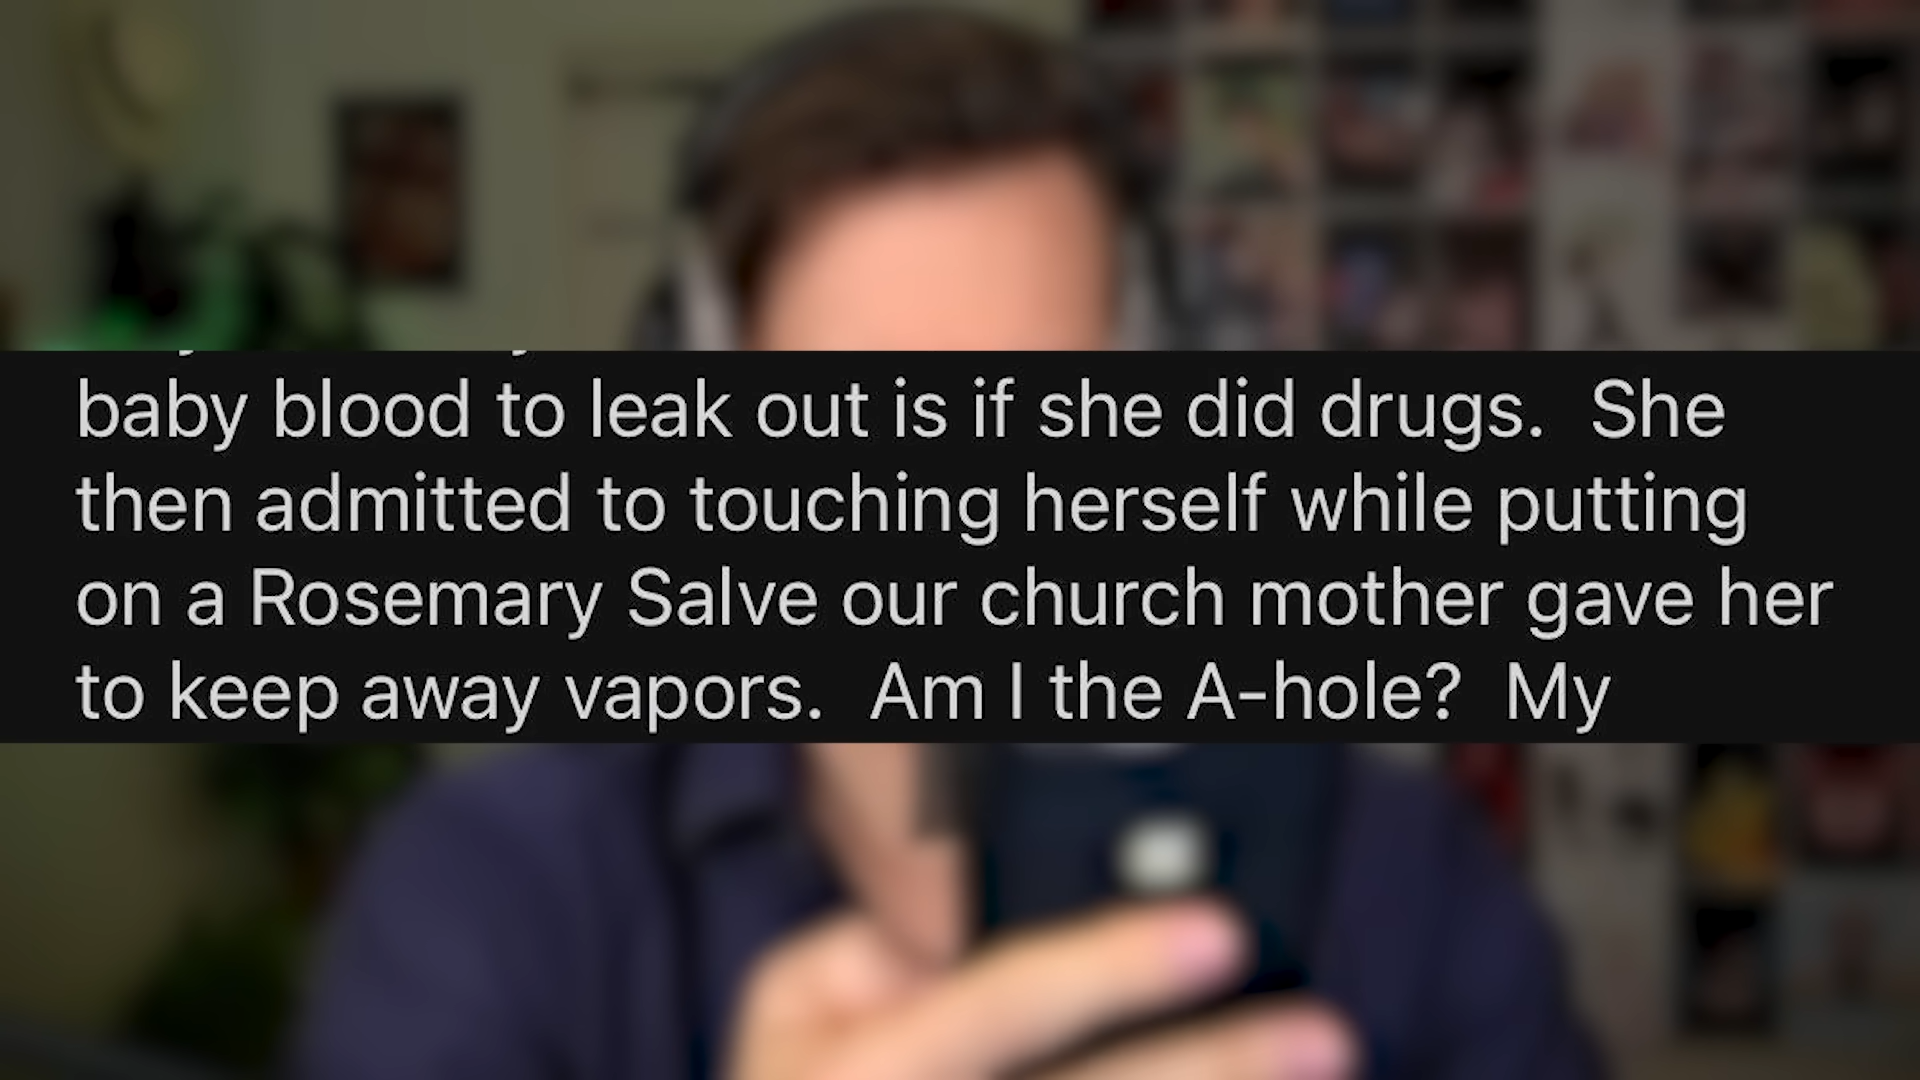 baby blood to leak out is if she did drugs.  She
then admitted to touching herself while putting
on a Rosemary Salve our church mother gave her
to keep away vapors.  Am I the A-hole?  My